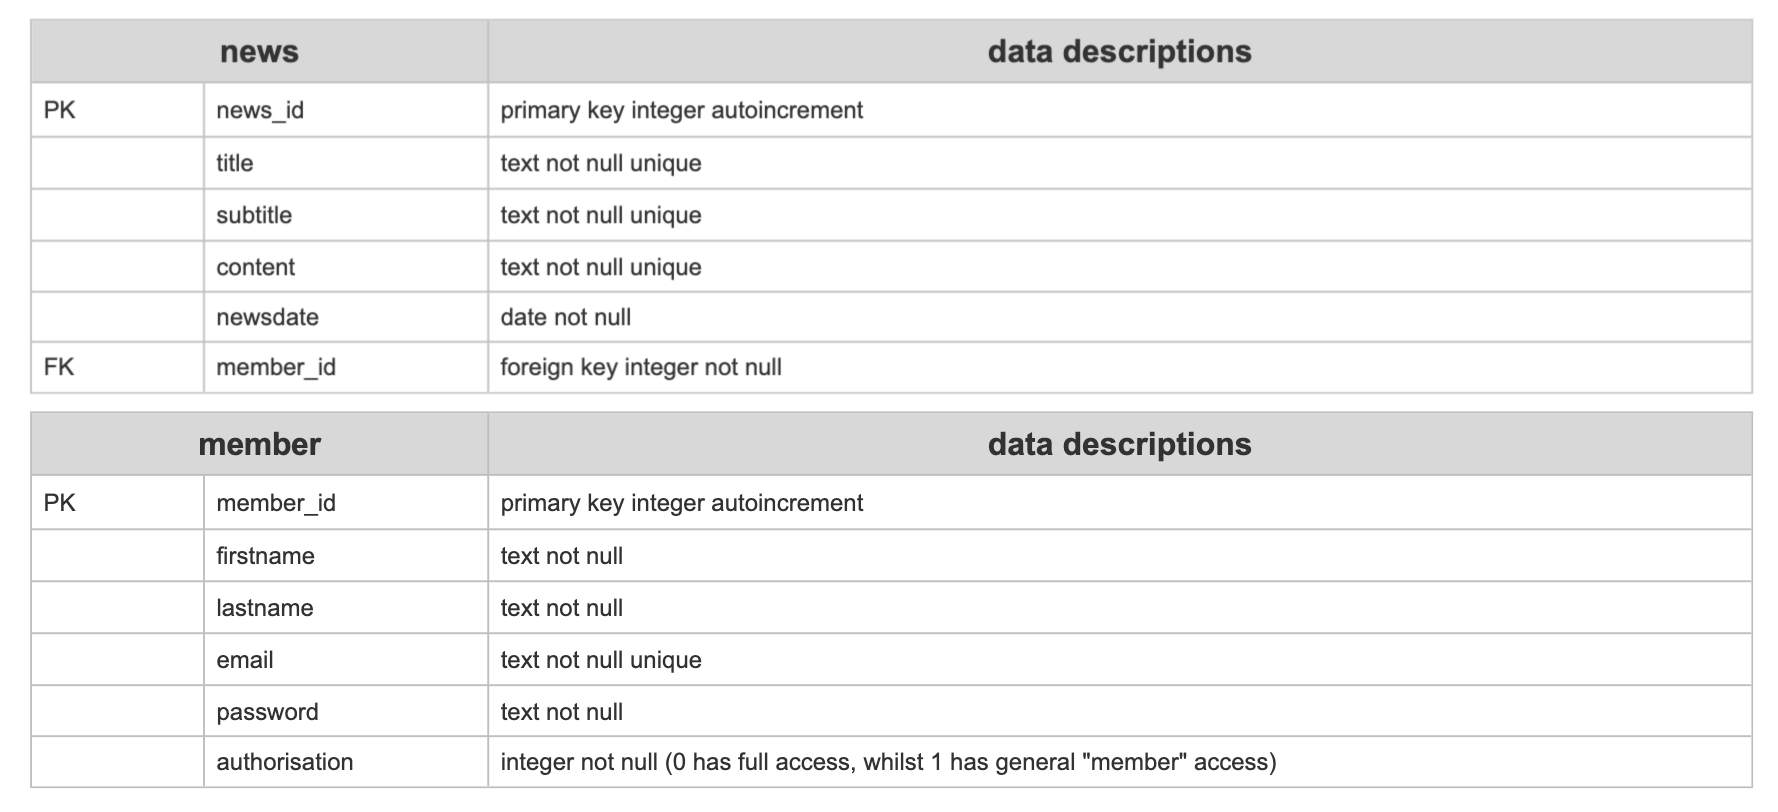 news data descriptions
PK news_id primary key integer autoincrement
title text not null unique
subtitle text not null unique
content text not null unique
newsdate date not null
FK member_id foreign key integer not null
member data descriptions
PK member_id primary key integer autoincrement
firstname text not null
lastname text not null
email text not null unique
password text not null
authorisation integer not null (0 has full access, whilst 1 has general "member" access)